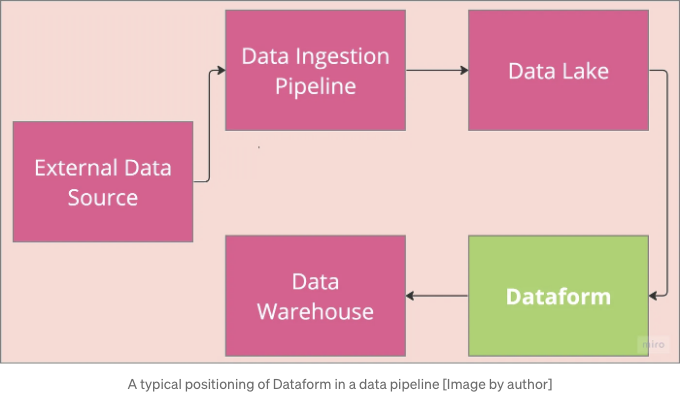 Data Ingestion
Pipeline
Data Lake
External Data
Source
Data
Warehouse
Dataform
miro
A typical positioning of Dataform in a data pipeline [Image by author]